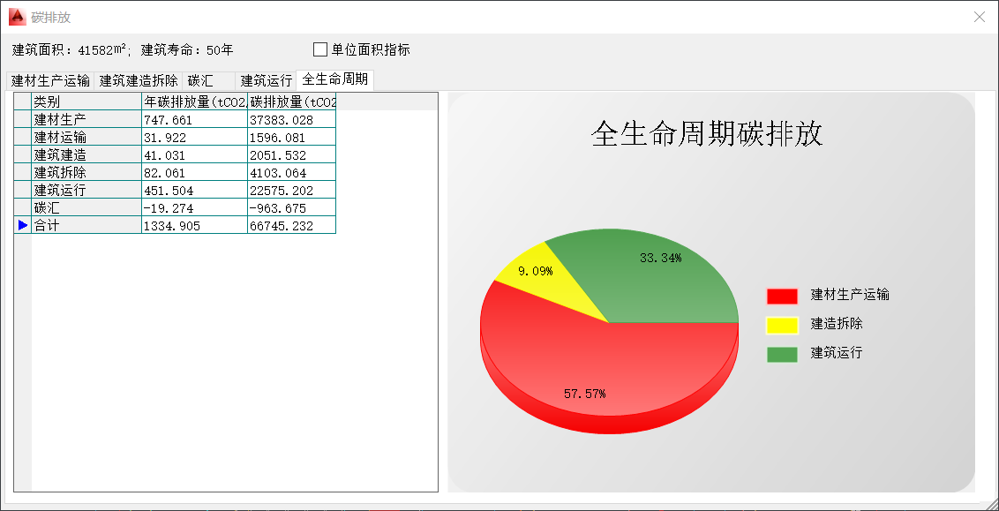 碳排放
建筑面积：41582㎡；建筑寿命：50年
单位面积指标
建材生产运输 建筑建造拆除 碳汇 建筑运行 全生命周期
类别 年碳排放量(tCO2/ 碳排放量(tCO2
建材生产 747.661 37383.028
建材运输 31.922 1596.081
建筑建造 41.031 2051.532
建筑拆除 82.061 4103.064
建筑运行 451.504 22575.202
碳汇 -19.274 -963.675
合计 1334.905 66745.232
全生命周期碳排放
33.34%
9.09%
57.57%
建材生产运输
建造拆除
建筑运行